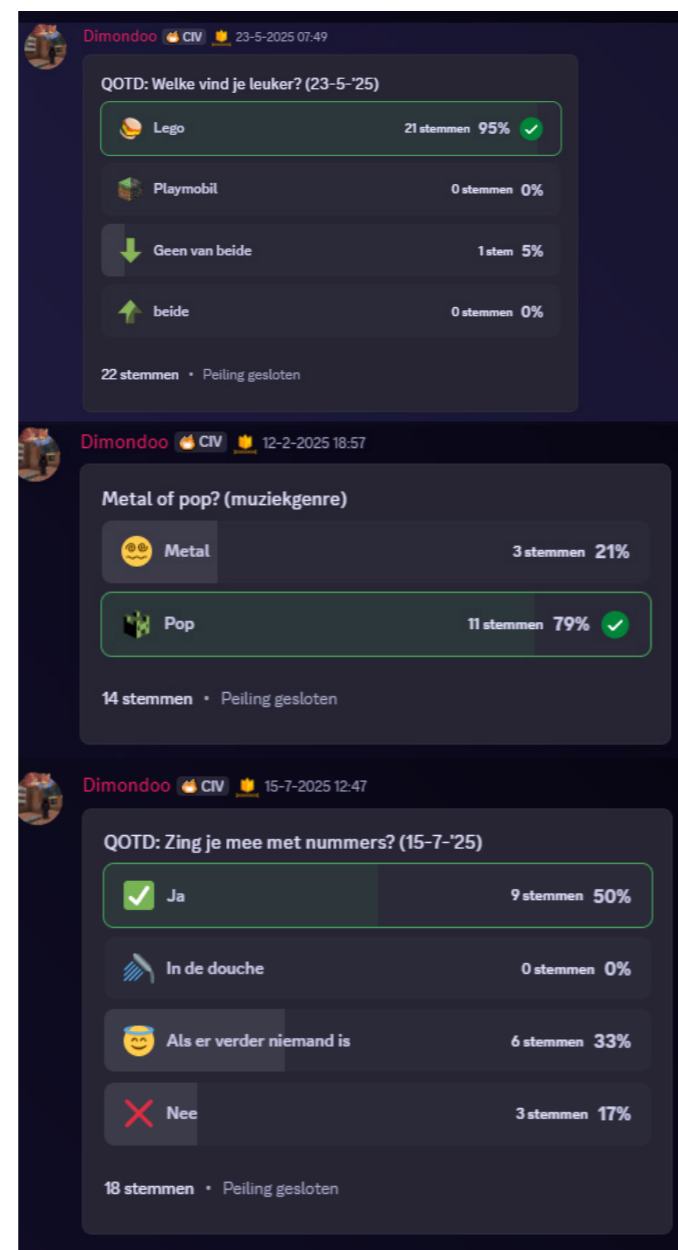 Dimondoo CIV 23-5-2025 07:49
QOTD: Welke vind je leuker? (23-5-'25)
Lego 21 stemmen 95%
Playmobil 0 stemmen 0%
Geen van beide 1 stem 5%
beide 0 stemmen 0%
22 stemmen • Peiling gesloten
Dimondoo CIV 12-2-2025 18:57
Metal of pop? (muziekgenre)
Metal 3 stemmen 21%
Pop 11 stemmen 79%
14 stemmen • Peiling gesloten
Dimondoo CIV 15-7-2025 12:47
QOTD: Zing je mee met nummers? (15-7-'25)
Ja 9 stemmen 50%
In de douche 0 stemmen 0%
Als er verder niemand is 6 stemmen 33%
Nee 3 stemmen 17%
18 stemmen • Peiling gesloten